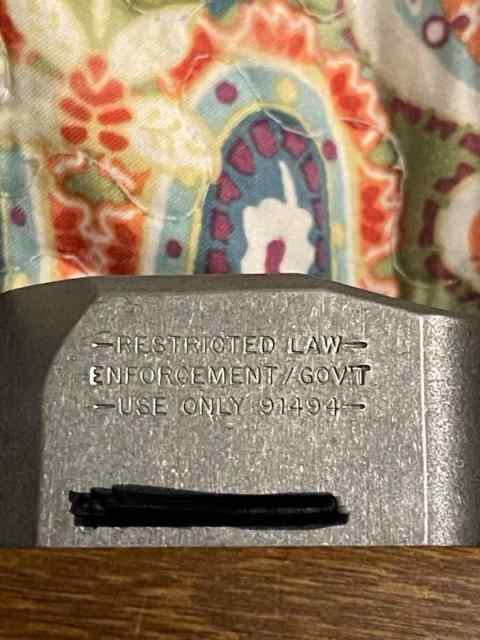 -RESTRICTED LAW-
ENFORCEMENT/GOV'T
-USE ONLY 91494-